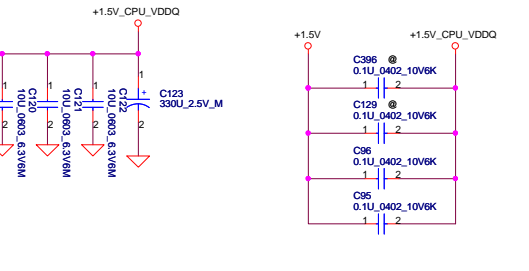 +1.5V_CPU_VDDQ
1
2
10U_0603_6.3V6M
C120
1
2
10U_0603_6.3V6M
C121
1
2
10U_0603_6.3V6M
C122
1
+
2
C123
330U_2.5V_M
+1.5V
+1.5V_CPU_VDDQ
C396 @
0.1U_0402_10V6K
1 2
C129 @
0.1U_0402_10V6K
1 2
C96
0.1U_0402_10V6K
1 2
C95
0.1U_0402_10V6K
1 2